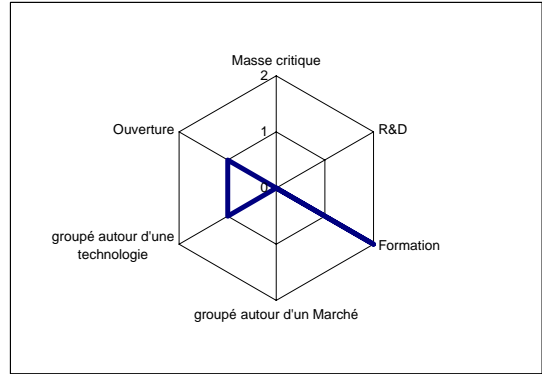 Masse critique
2
Ouverture
1
R&D
0
groupé autour d'une
technologie
Formation
groupé autour d'un Marché